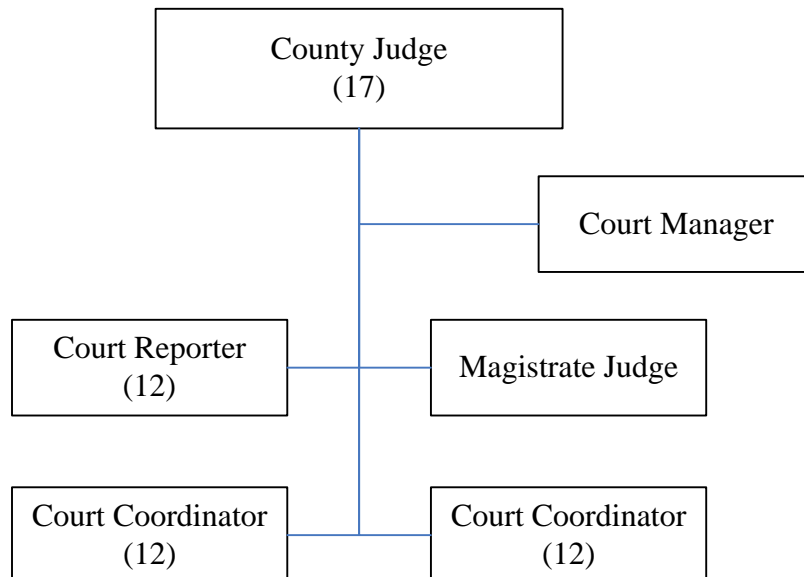 County Judge
(17)
Court Manager
Court Reporter
(12)
Magistrate Judge
Court Coordinator
(12)
Court Coordinator
(12)